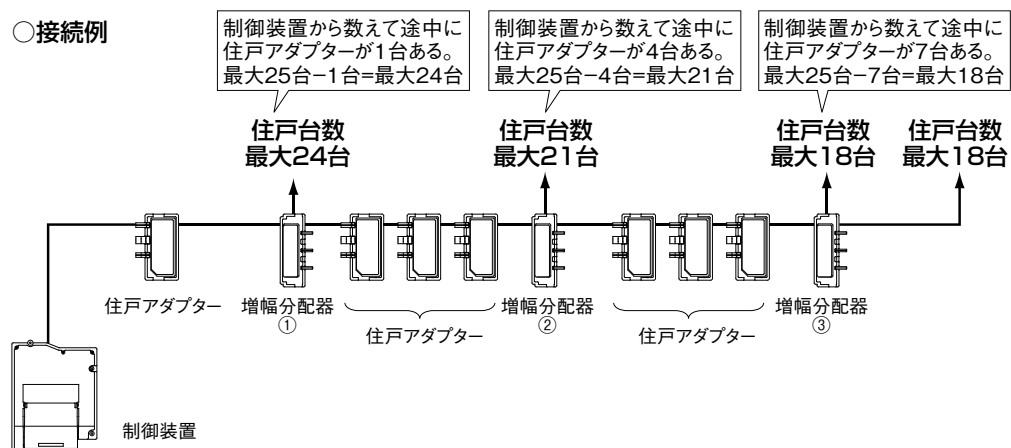 ○接続例
制御装置から数えて途中に
住戸アダプターが1台ある。
最大25台−1台=最大24台
制御装置から数えて途中に
住戸アダプターが4台ある。
最大25台−4台=最大21台
制御装置から数えて途中に
住戸アダプターが7台ある。
最大25台−7台=最大18台
住戸台数
最大24台
住戸台数
最大21台
住戸台数
最大18台
住戸台数
最大18台
住戸アダプター
増幅分配器
①
住戸アダプター
増幅分配器
②
住戸アダプター
増幅分配器
③
制御装置